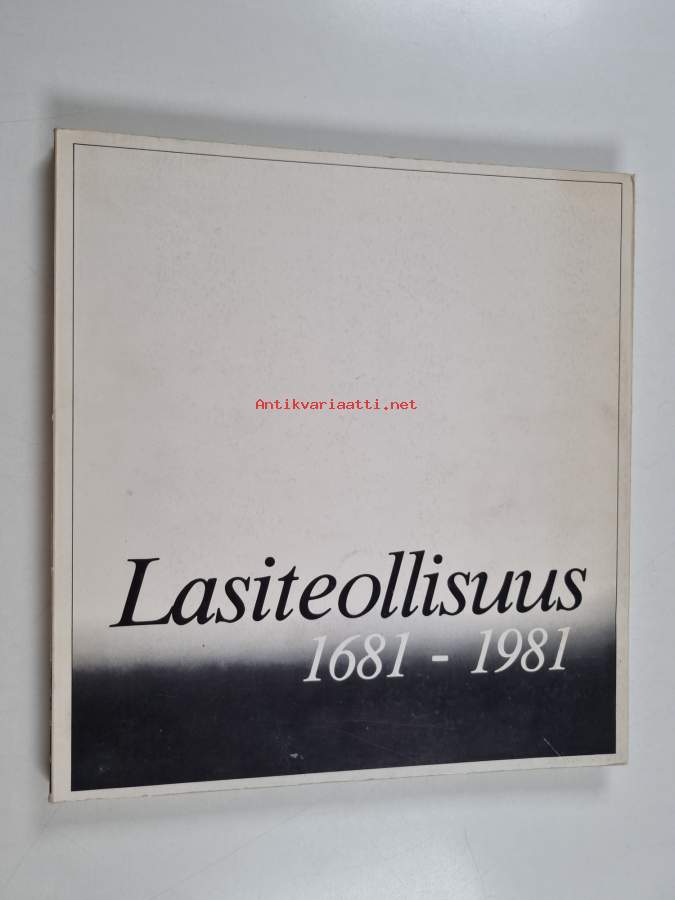 Antikvariaatti.net
Lasiteollisuus
1681 - 1981